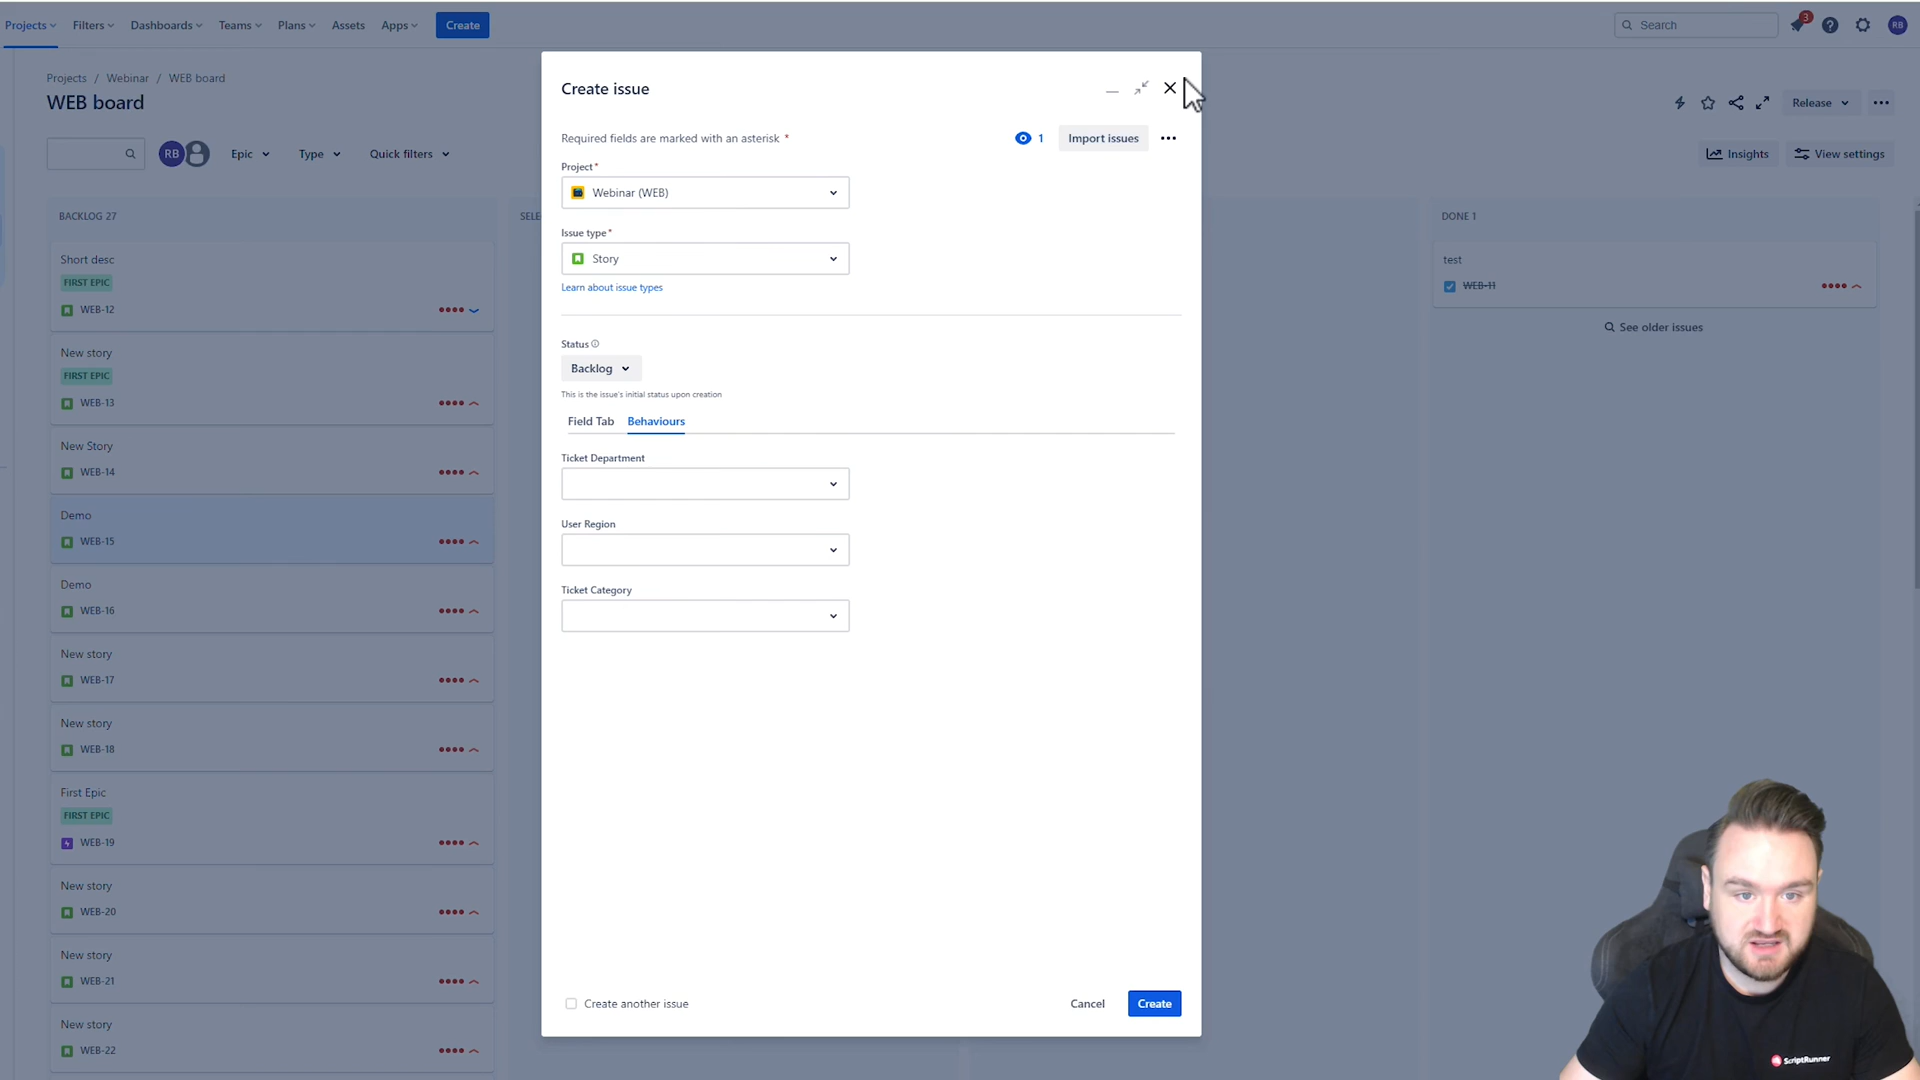 Projects Filters Dashboards Teams Plans Assets Apps Create Search 3 RB
Projects / Webinar / WEB board
WEB board
Release
RB Epic Type Quick filters Insights View settings
BACKLOG 27
SELE
DONE 1
Short desc
FIRST EPIC
WEB-12
New story
FIRST EPIC
WEB-13
New Story
WEB-14
Demo
WEB-15
Demo
WEB-16
New story
WEB-17
New story
WEB-18
First Epic
FIRST EPIC
WEB-19
New story
WEB-20
New story
WEB-21
New story
WEB-22
Create issue
Required fields are marked with an asterisk *
1 Import issues
Project*
Webinar (WEB)
Issue type*
Story
Learn about issue types
Status
Backlog
This is the issue's initial status upon creation
Field Tab Behaviours
Ticket Department
User Region
Ticket Category
Create another issue
Cancel Create
test
WEB-11
See older issues
ScriptRunner